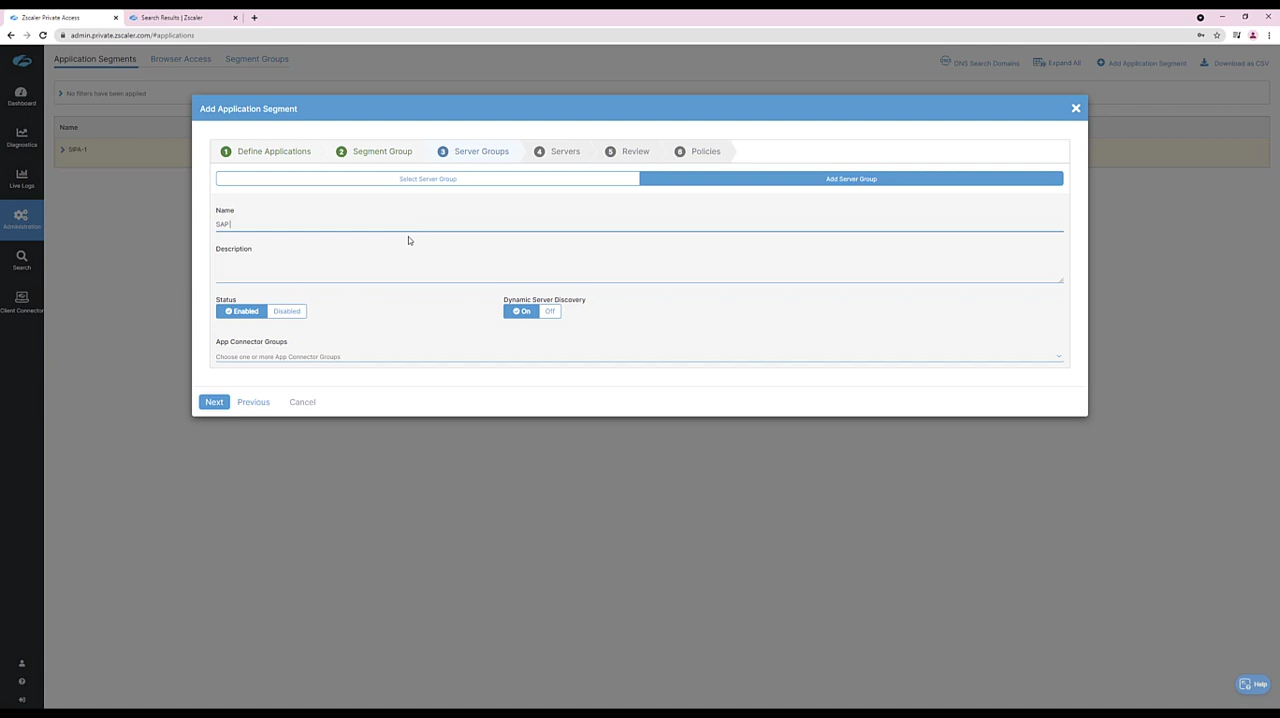 Zscaler Private Access
Search Results | Zscaler
admin.private.zscaler.com/#applications
Application Segments
Browser Access
Segment Groups
DNS Search Domains
Expand All
Add Application Segment
Download as CSV
No filters have been applied
Name
SIPA-1
Dashboard
Diagnostics
Live Logs
Administration
Search
Client Connector
Add Application Segment
1 Define Applications
2 Segment Group
3 Server Groups
4 Servers
5 Review
6 Policies
Select Server Group
Add Server Group
Name
SAP
Description
Status
Enabled Disabled
Dynamic Server Discovery
On Off
App Connector Groups
Choose one or more App Connector Groups
Next
Previous
Cancel
Help